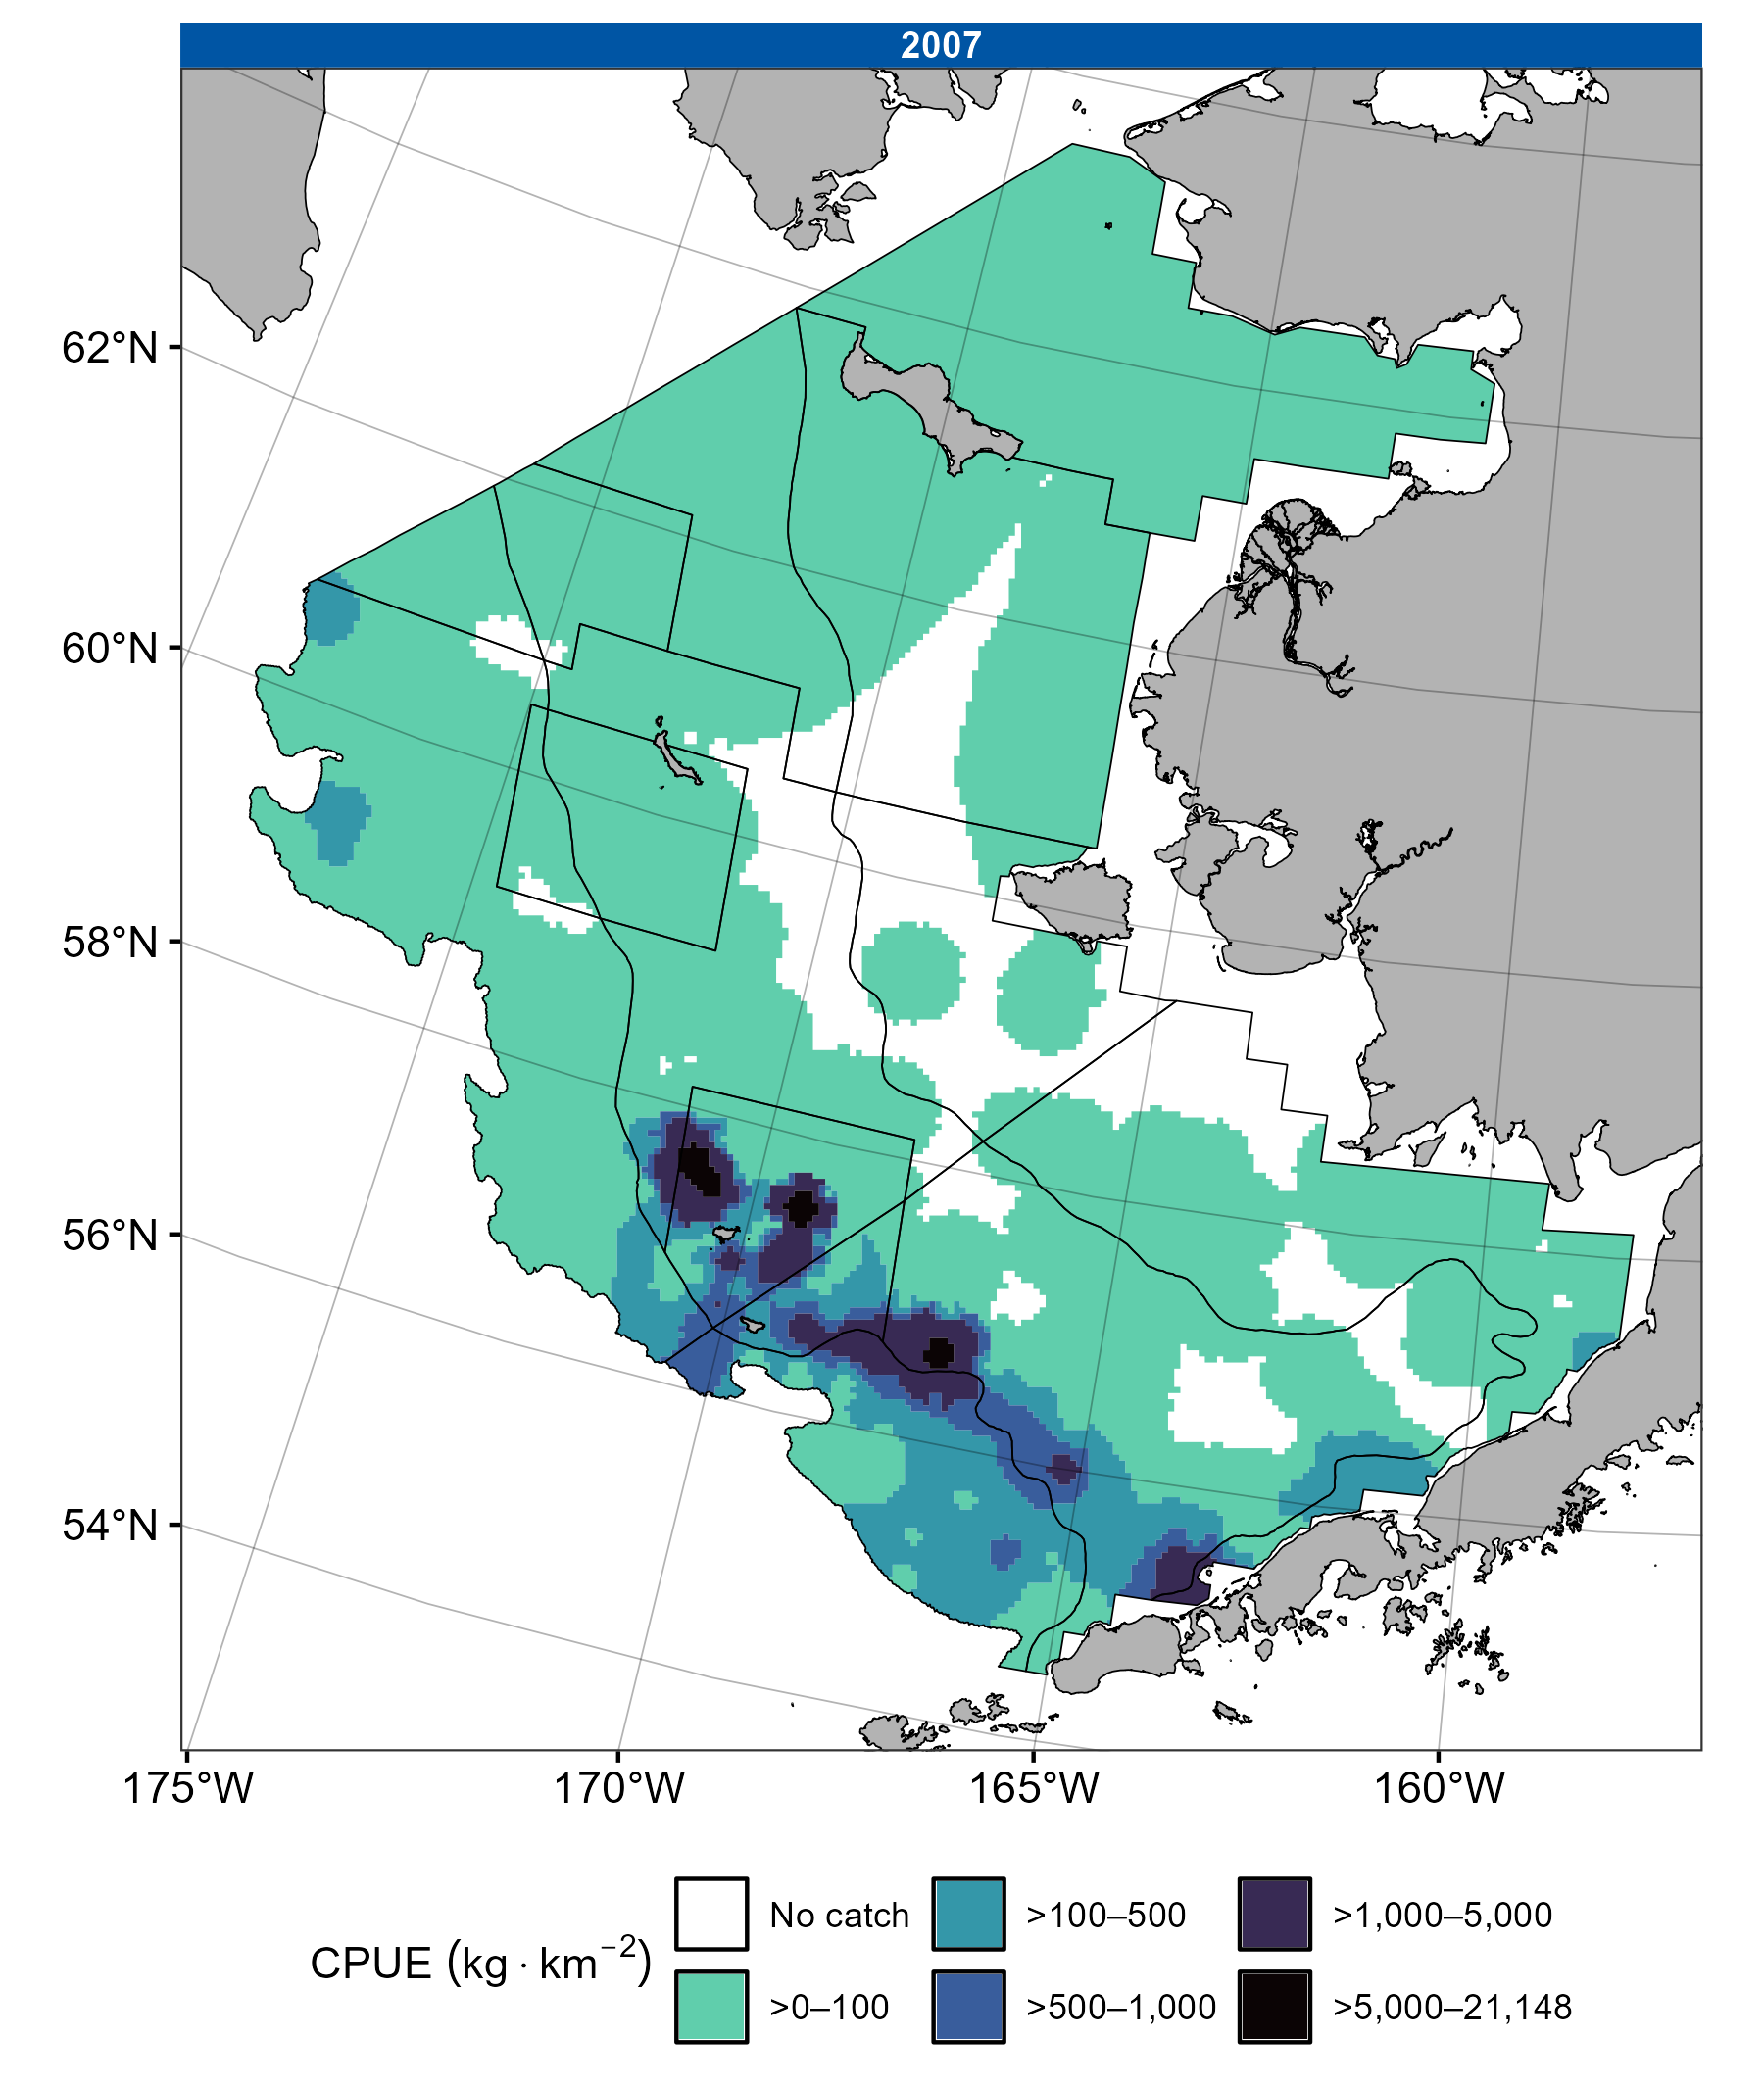 2007
62°N
60°N
58°N
56°N
54°N
175°W 170°W 165°W 160°W
CPUE (kg · km⁻²)
No catch >100–500 >1,000–5,000
>0–100 >500–1,000 >5,000–21,148